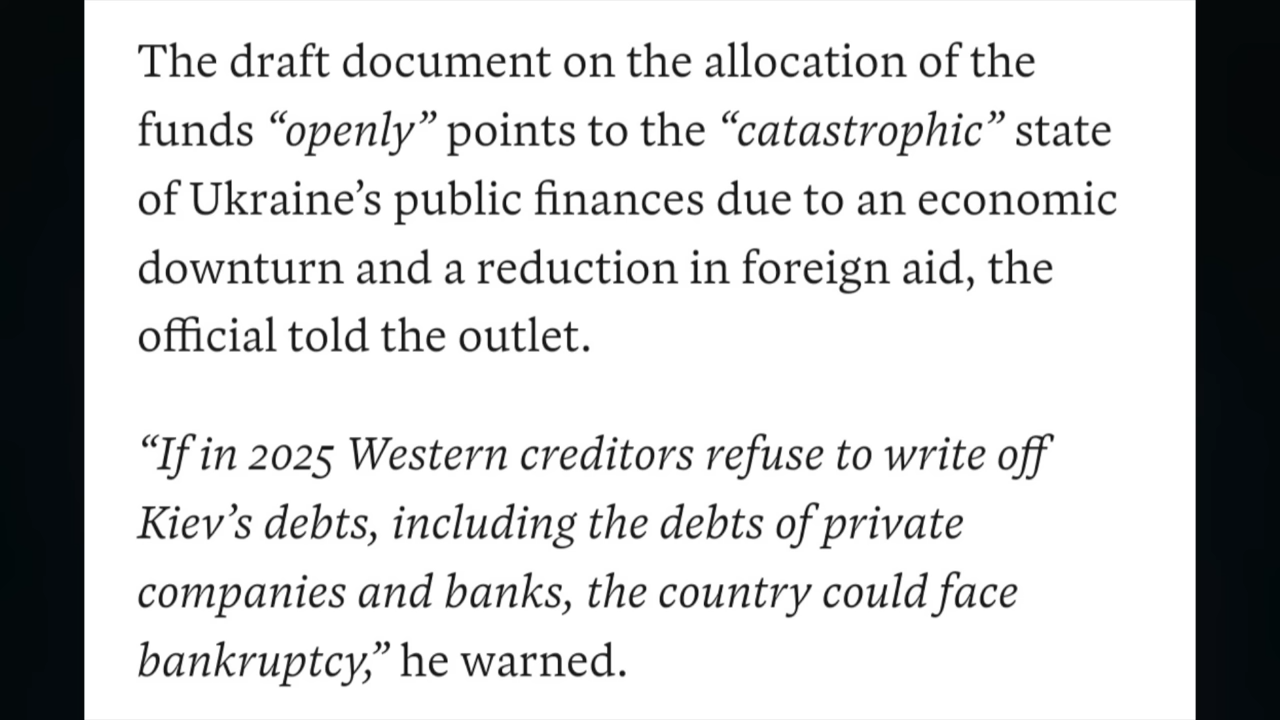 The draft document on the allocation of the
funds “openly” points to the “catastrophic” state
of Ukraine’s public finances due to an economic
downturn and a reduction in foreign aid, the
official told the outlet.
“If in 2025 Western creditors refuse to write off
Kiev’s debts, including the debts of private
companies and banks, the country could face
bankruptcy,” he warned.